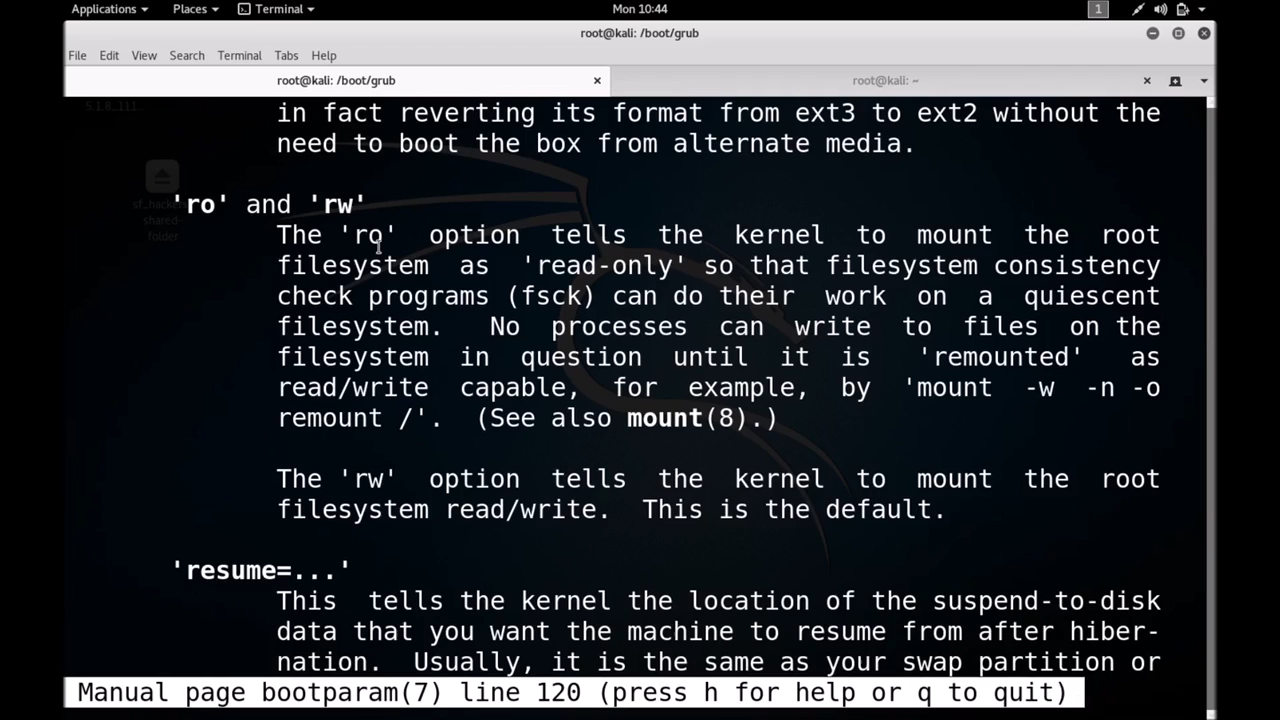 Applications Places Terminal Mon 10:44 1
root@kali: /boot/grub
File Edit View Search Terminal Tabs Help
root@kali: /boot/grub root@kali: ~
5.1.8_111...
in fact reverting its format from ext3 to ext2 without the
need to boot the box from alternate media.
'ro' and 'rw'
The 'ro' option tells the kernel to mount the root
filesystem as 'read-only' so that filesystem consistency
check programs (fsck) can do their work on a quiescent
filesystem. No processes can write to files on the
filesystem in question until it is 'remounted' as
read/write capable, for example, by 'mount -w -n -o
remount /'. (See also mount(8).)
The 'rw' option tells the kernel to mount the root
filesystem read/write. This is the default.
'resume=...'
This tells the kernel the location of the suspend-to-disk
data that you want the machine to resume from after hiber-
nation. Usually, it is the same as your swap partition or
sf_hacker
shared-
folder
Manual page bootparam(7) line 120 (press h for help or q to quit)